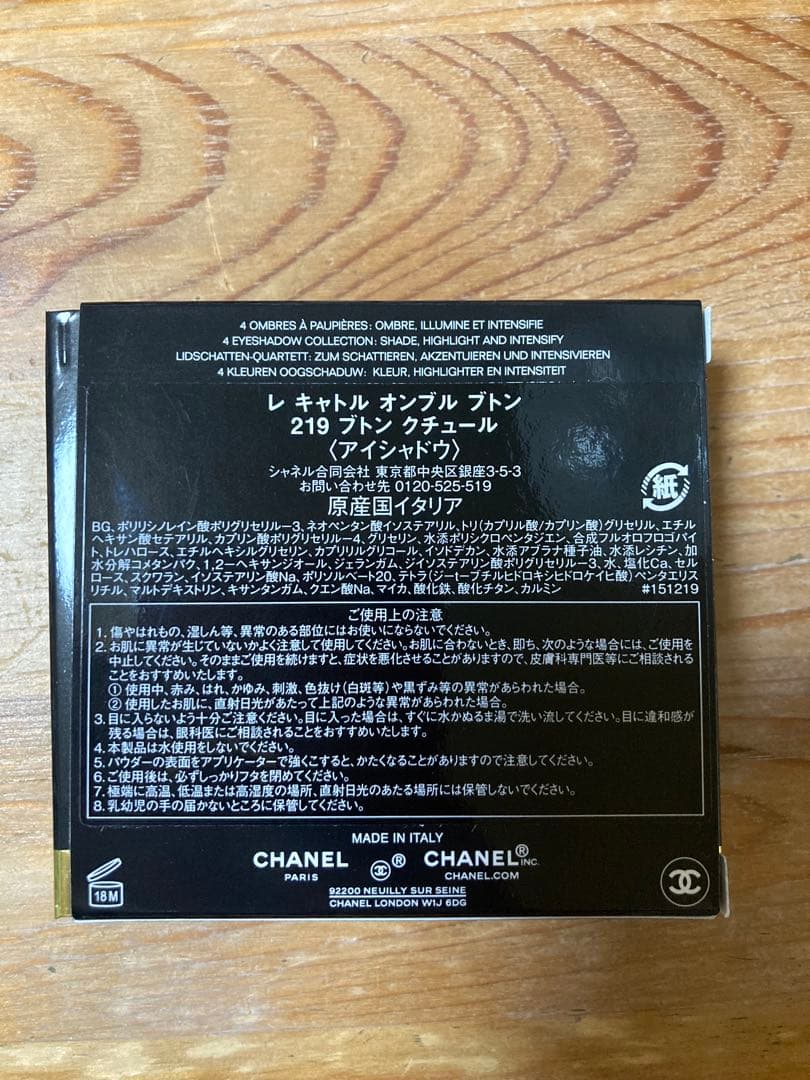 4 OMBRES À PAUPIÈRES: OMBRE, ILLUMINE ET INTENSIFIE
4 EYESHADOW COLLECTION: SHADE, HIGHLIGHT AND INTENSIFY
LIDSCHATTEN-QUARTETT: ZUM SCHATTIEREN, AKZENTUIEREN UND INTENSIVIEREN
4 KLEUREN OOGSCHADUW: KLEUR, HIGHLIGHTER EN INTENSITEIT
レ キャトル オンブル ブトン
219 ブトン クチュール
〈アイシャドウ〉
シャネル合同会社 東京都中央区銀座3-5-3
お問い合わせ先 0120-525-519
原産国イタリア
紙
BG、ポリリシノレイン酸ポリグリセリル－3、ネオペンタン酸イソステアリル、トリ(カプリル酸/カプリン酸)グリセリル、エチル
ヘキサン酸セテアリル、カプリン酸ポリグリセリル－4、グリセリン、水添ポリシクロペンタジエン、合成フルオロフロゴパイ
ト、トレハロース、エチルヘキシルグリセリン、カプリリルグリコール、イソドデカン、水添アブラナ種子油、水添レシチン、加
水分解コメタンパク、1,2－ヘキサンジオール、ジェランガム、ジイソステアリン酸ポリグリセリル－3、水、塩化Ca、セル
ロース、スクワラン、イソステアリン酸Na、ポリソルベート20、テトラ(ジ－t－ブチルヒドロキシヒドロケイヒ酸)ペンタエリス
リチル、マルトデキストリン、キサンタンガム、クエン酸Na、マイカ、酸化鉄、酸化チタン、カルミン #151219
ご使用上の注意
1. 傷やはれもの、湿しん等、異常のある部位にはお使いにならないでください。
2. お肌に異常が生じていないかよく注意して使用してください。お肌に合わないとき、即ち、次のような場合には、ご使用を
中止してください。そのままご使用を続けますと、症状を悪化させることがありますので、皮膚科専門医等にご相談される
ことをおすすめいたします。
① 使用中、赤み、はれ、かゆみ、刺激、色抜け(白斑等)や黒ずみ等の異常があらわれた場合。
② 使用したお肌に、直射日光があたって上記のような異常があらわれた場合。
3. 目に入らないよう十分ご注意ください。目に入った場合は、すぐに水かぬるま湯で洗い流してください。目に違和感が
残る場合は、眼科医にご相談されることをおすすめいたします。
4. 本製品は水使用をしないでください。
5. パウダーの表面をアプリケーターで強くこすると、かたくなることがありますので注意してください。
6. ご使用後は、必ずしっかりフタを閉めてください。
7. 極端に高温、低温または高湿度の場所、直射日光のあたる場所には保管しないでください。
8. 乳幼児の手の届かないところに保管してください。
MADE IN ITALY
CHANEL ® CHANEL® INC.
PARIS CHANEL.COM
92200 NEUILLY SUR SEINE
CHANEL LONDON W1J 6DG
18 M